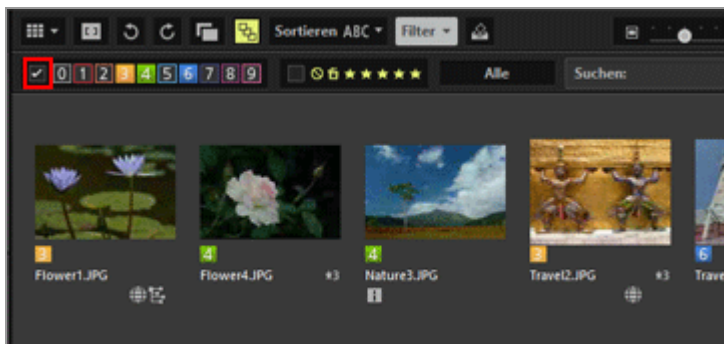 Sortieren ABC Filter
0 1 2 3 4 5 6 7 8 9 Alle Suchen:
3 4 4 3 6
Flower1.JPG Flower4.JPG ★3 Nature3.JPG Travel2.JPG ★3 Trave